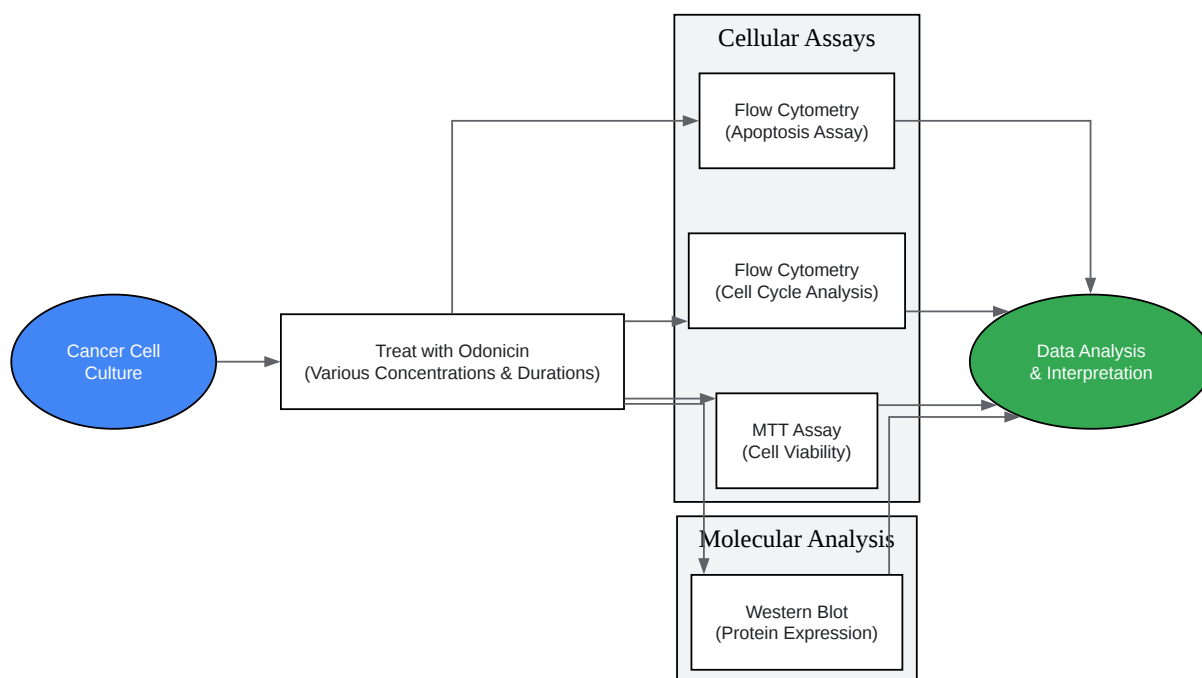 Cellular Assays
Flow Cytometry
(Apoptosis Assay)
Flow Cytometry
(Cell Cycle Analysis)
Cancer Cell
Culture
Treat with Odonicin
(Various Concentrations & Durations)
Data Analysis
& Interpretation
MTT Assay
(Cell Viability)
Molecular Analysis
Western Blot
(Protein Expression)